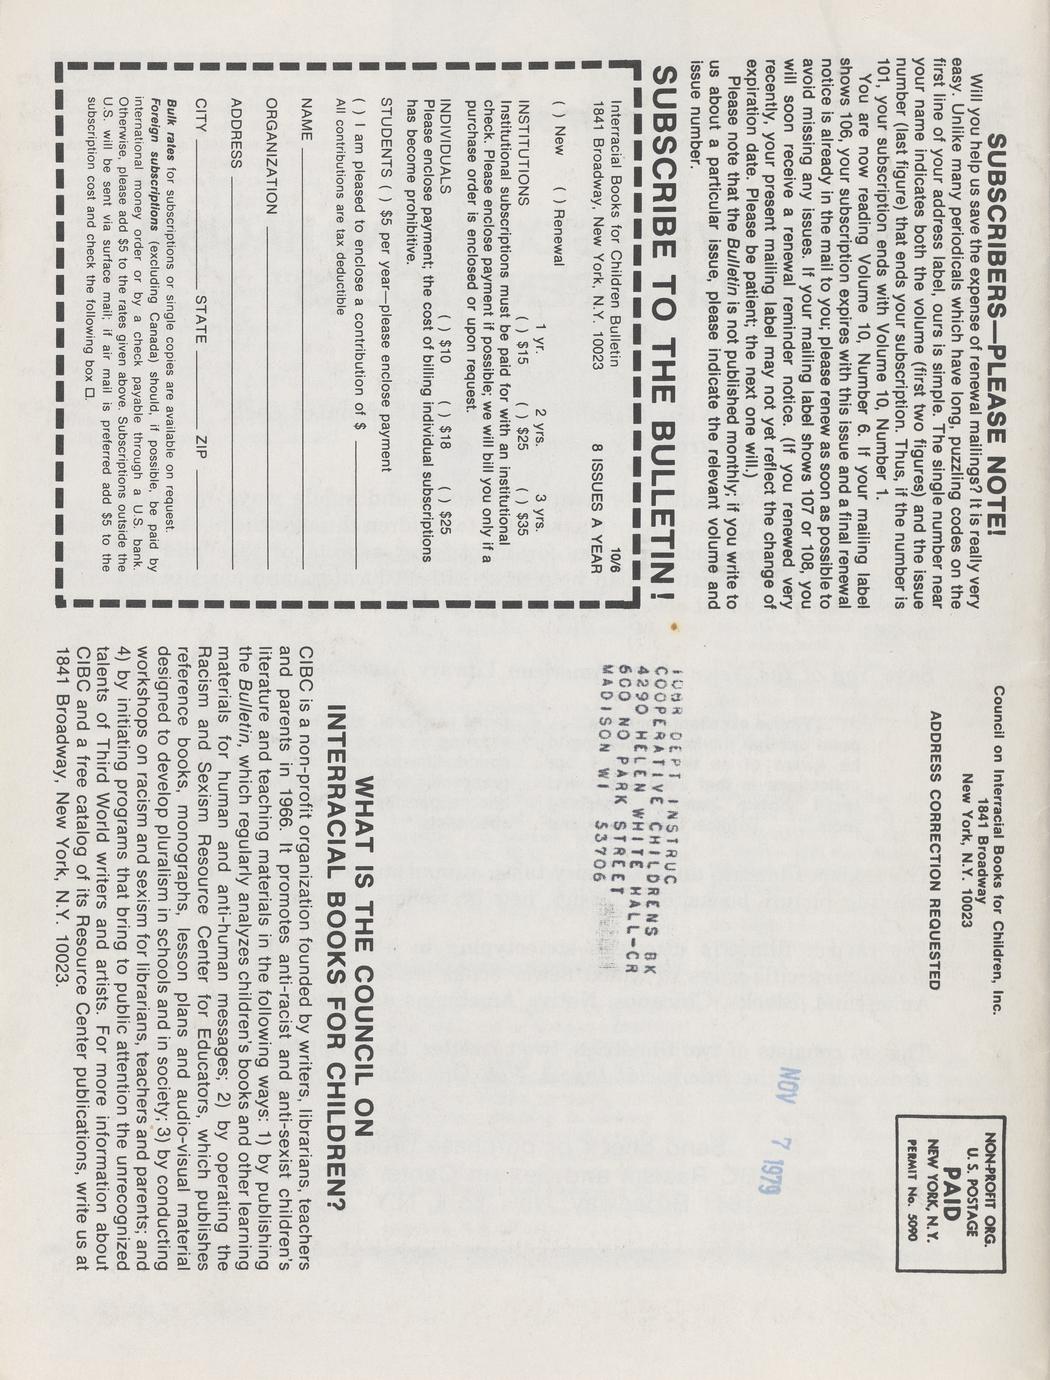 SUBSCRIBERS—PLEASE NOTE!
Will you help us save the expense of renewal mailings? It is really very
easy. Unlike many periodicals which have long, puzzling codes on the
first line of your address label, ours is simple. The single number near
your name indicates both the volume (first two figures) and the issue
number (last figure) that ends your subscription. Thus, if the number is
101, your subscription ends with Volume 10, Number 1.
You are now reading Volume 10, Number 6. If your mailing label
shows 106, your subscription expires with this issue and a final renewal
notice is already in the mail to you; please renew as soon as possible to
avoid missing any issues. If your mailing label shows 107 or 108, you
will soon receive a renewal reminder notice. (If you renewed very
recently, your present mailing label may not yet reflect the change of
expiration date. Please be patient; the next one will.)
Please note that the Bulletin is not published monthly; if you write to
us about a particular issue, please indicate the relevant volume and
issue number.
SUBSCRIBE TO THE BULLETIN!
10/6
Interracial Books for Children Bulletin
1841 Broadway, New York, N.Y. 10023 8 ISSUES A YEAR
( ) New ( ) Renewal
1 yr. 2 yrs. 3 yrs.
INSTITUTIONS ( ) $15 ( ) $25 ( ) $35
Institutional subscriptions must be paid for with an institutional
check. Please enclose payment if possible; we will bill you only if a
purchase order is enclosed or upon request.
INDIVIDUALS ( ) $10 ( ) $18 ( ) $25
Please enclose payment; the cost of billing individual subscriptions
has become prohibitive.
STUDENTS ( ) $5 per year—please enclose payment
( ) I am pleased to enclose a contribution of $
All contributions are tax deductible
NAME
ORGANIZATION
ADDRESS
CITY STATE ZIP
Bulk rates for subscriptions or single copies are available on request.
Foreign subscriptions (excluding Canada) should, if possible, be paid by
international money order or by a check payable through a U.S. bank.
Otherwise, please add $5 to the rates given above. Subscriptions outside the
U.S. will be sent via surface mail; if air mail is preferred add $5 to the
subscription cost and check the following box □.
Council on Interracial Books for Children, Inc.
1841 Broadway
New York, N.Y. 10023
ADDRESS CORRECTION REQUESTED
NON-PROFIT ORG.
U.S. POSTAGE
PAID
NEW YORK, N.Y.
PERMIT No. 5090
NOV 7 1979
DEPT INSTRUC
COOPERATIVE CHILDRENS BK
4290 HELEN WHITE HALL-CR
600 NO PARK STREET
MADISON WI 53706
WHAT IS THE COUNCIL ON
INTERRACIAL BOOKS FOR CHILDREN?
CIBC is a non-profit organization founded by writers, librarians, teachers
and parents in 1966. It promotes anti-racist and anti-sexist children's
literature and teaching materials in the following ways: 1) by publishing
the Bulletin, which regularly analyzes children's books and other learning
materials for human and anti-human messages; 2) by operating the
Racism and Sexism Resource Center for Educators, which publishes
reference books, monographs, lesson plans and audio-visual material
designed to develop pluralism in schools and in society; 3) by conducting
workshops on racism and sexism for librarians, teachers and parents; and
4) by initiating programs that bring to public attention the unrecognized
talents of Third World writers and artists. For more information about
CIBC and a free catalog of its Resource Center publications, write us at
1841 Broadway, New York, N.Y. 10023.